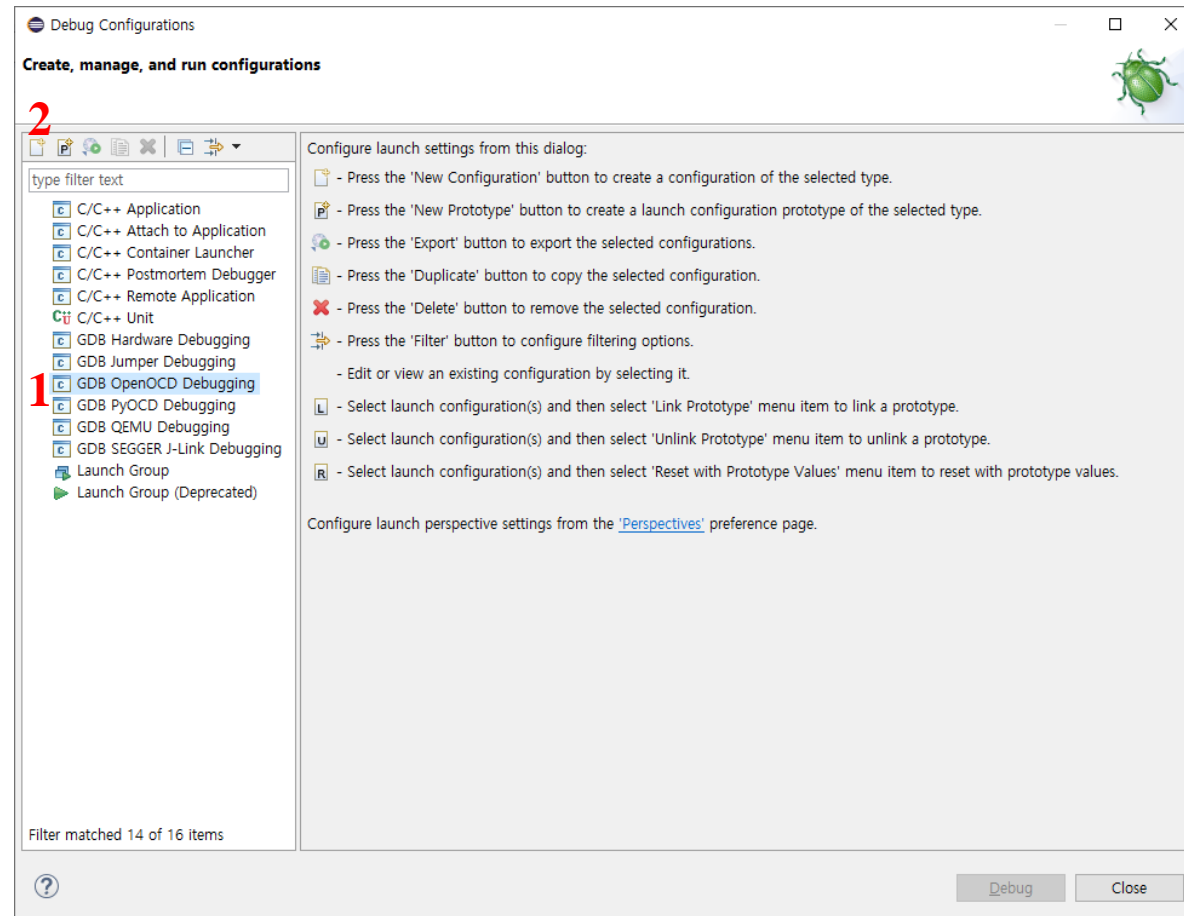 Debug Configurations
Create, manage, and run configurations
2
type filter text
C/C++ Application
C/C++ Attach to Application
C/C++ Container Launcher
C/C++ Postmortem Debugger
C/C++ Remote Application
C/C++ Unit
GDB Hardware Debugging
GDB Jumper Debugging
1
GDB OpenOCD Debugging
GDB PyOCD Debugging
GDB QEMU Debugging
GDB SEGGER J-Link Debugging
Launch Group
Launch Group (Deprecated)
Filter matched 14 of 16 items
Configure launch settings from this dialog:
- Press the 'New Configuration' button to create a configuration of the selected type.
- Press the 'New Prototype' button to create a launch configuration prototype of the selected type.
- Press the 'Export' button to export the selected configurations.
- Press the 'Duplicate' button to copy the selected configuration.
- Press the 'Delete' button to remove the selected configuration.
- Press the 'Filter' button to configure filtering options.
- Edit or view an existing configuration by selecting it.
L - Select launch configuration(s) and then select 'Link Prototype' menu item to link a prototype.
U - Select launch configuration(s) and then select 'Unlink Prototype' menu item to unlink a prototype.
R - Select launch configuration(s) and then select 'Reset with Prototype Values' menu item to reset with prototype values.
Configure launch perspective settings from the 'Perspectives' preference page.
?
Debug
Close